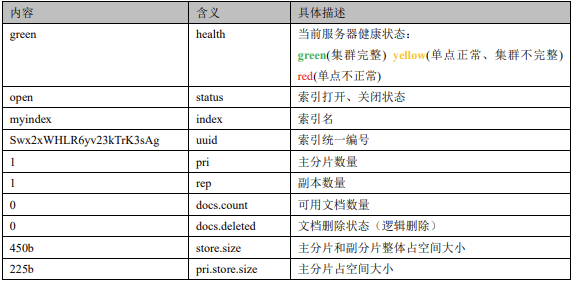 内容 含义 具体描述
green health 当前服务器健康状态：
green(集群完整) yellow(单点正常、集群不完整)
red(单点不正常)
open status 索引打开、关闭状态
myindex index 索引名
Swx2xWHLR6yv23kTrK3sAg uuid 索引统一编号
1 pri 主分片数量
1 rep 副本数量
0 docs.count 可用文档数量
0 docs.deleted 文档删除状态（逻辑删除）
450b store.size 主分片和副分片整体占空间大小
225b pri.store.size 主分片占空间大小